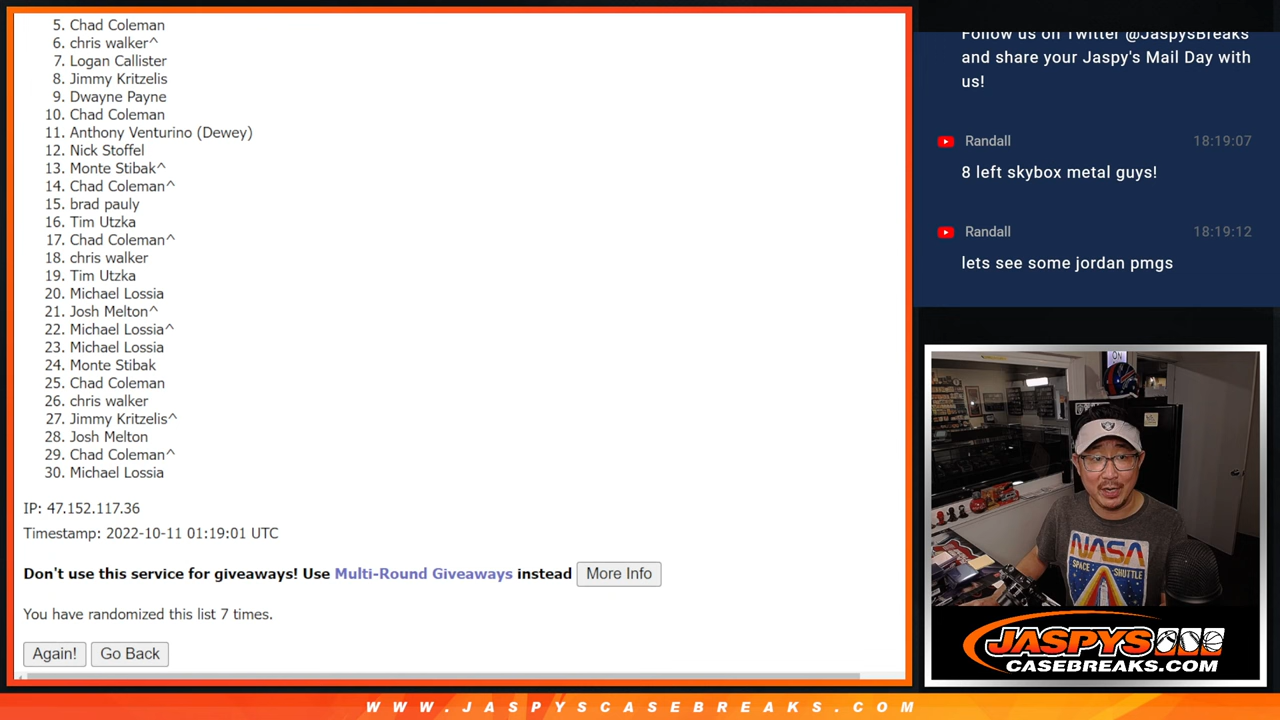 5. Chad Coleman
6. chris walker^
7. Logan Callister
8. Jimmy Kritzelis
9. Dwayne Payne
10. Chad Coleman
11. Anthony Venturino (Dewey)
12. Nick Stoffel
13. Monte Stibak^
14. Chad Coleman^
15. brad pauly
16. Tim Utzka
17. Chad Coleman^
18. chris walker
19. Tim Utzka
20. Michael Lossia
21. Josh Melton^
22. Michael Lossia^
23. Michael Lossia
24. Monte Stibak
25. Chad Coleman
26. chris walker
27. Jimmy Kritzelis^
28. Josh Melton
29. Chad Coleman^
30. Michael Lossia
IP: 47.152.117.36
Timestamp: 2022-10-11 01:19:01 UTC
Don't use this service for giveaways! Use Multi-Round Giveaways instead More Info
You have randomized this list 7 times.
Again! Go Back
Follow us on Twitter @JaspysBreaks
and share your Jaspy's Mail Day with
us!
Randall 18:19:07
8 left skybox metal guys!
Randall 18:19:12
lets see some jordan pmgs
ON
NASA
SPACE SHUTTLE
JASPYS
CASEBREAKS.COM
WWW.JASPYSCASEBREAKS.COM